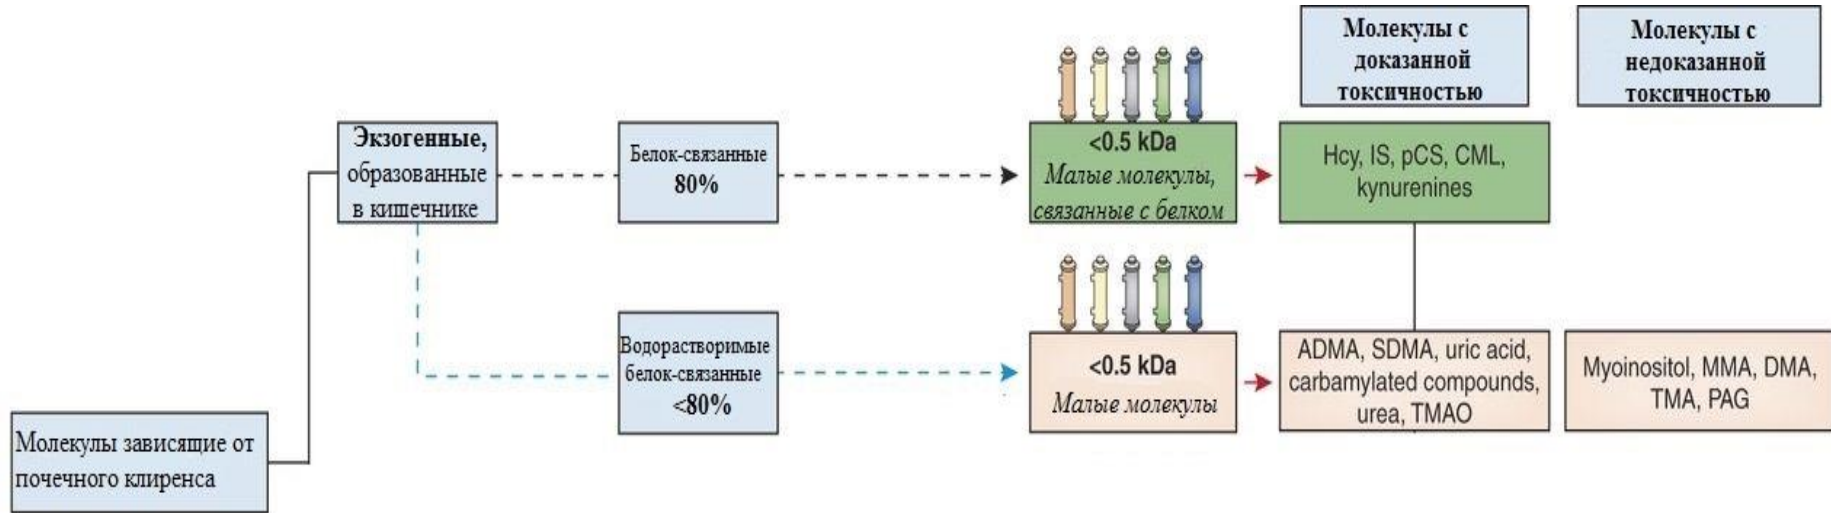 Молекулы с
доказанной
токсичностью
Молекулы с
недоказанной
токсичностью
Экзогенные,
образованные
в кишечнике
Белок-связанные
80%
<0.5 kDa
Малые молекулы,
связанные с белком
Hcy, IS, pCS, CML,
kynurenines
Водорастворимые
белок-связанные
<80%
<0.5 kDa
Малые молекулы
ADMA, SDMA, uric acid,
carbamylated compounds,
urea, TMAO
Myoinositol, MMA, DMA,
TMA, PAG
Молекулы зависящие от
почечного клиренса